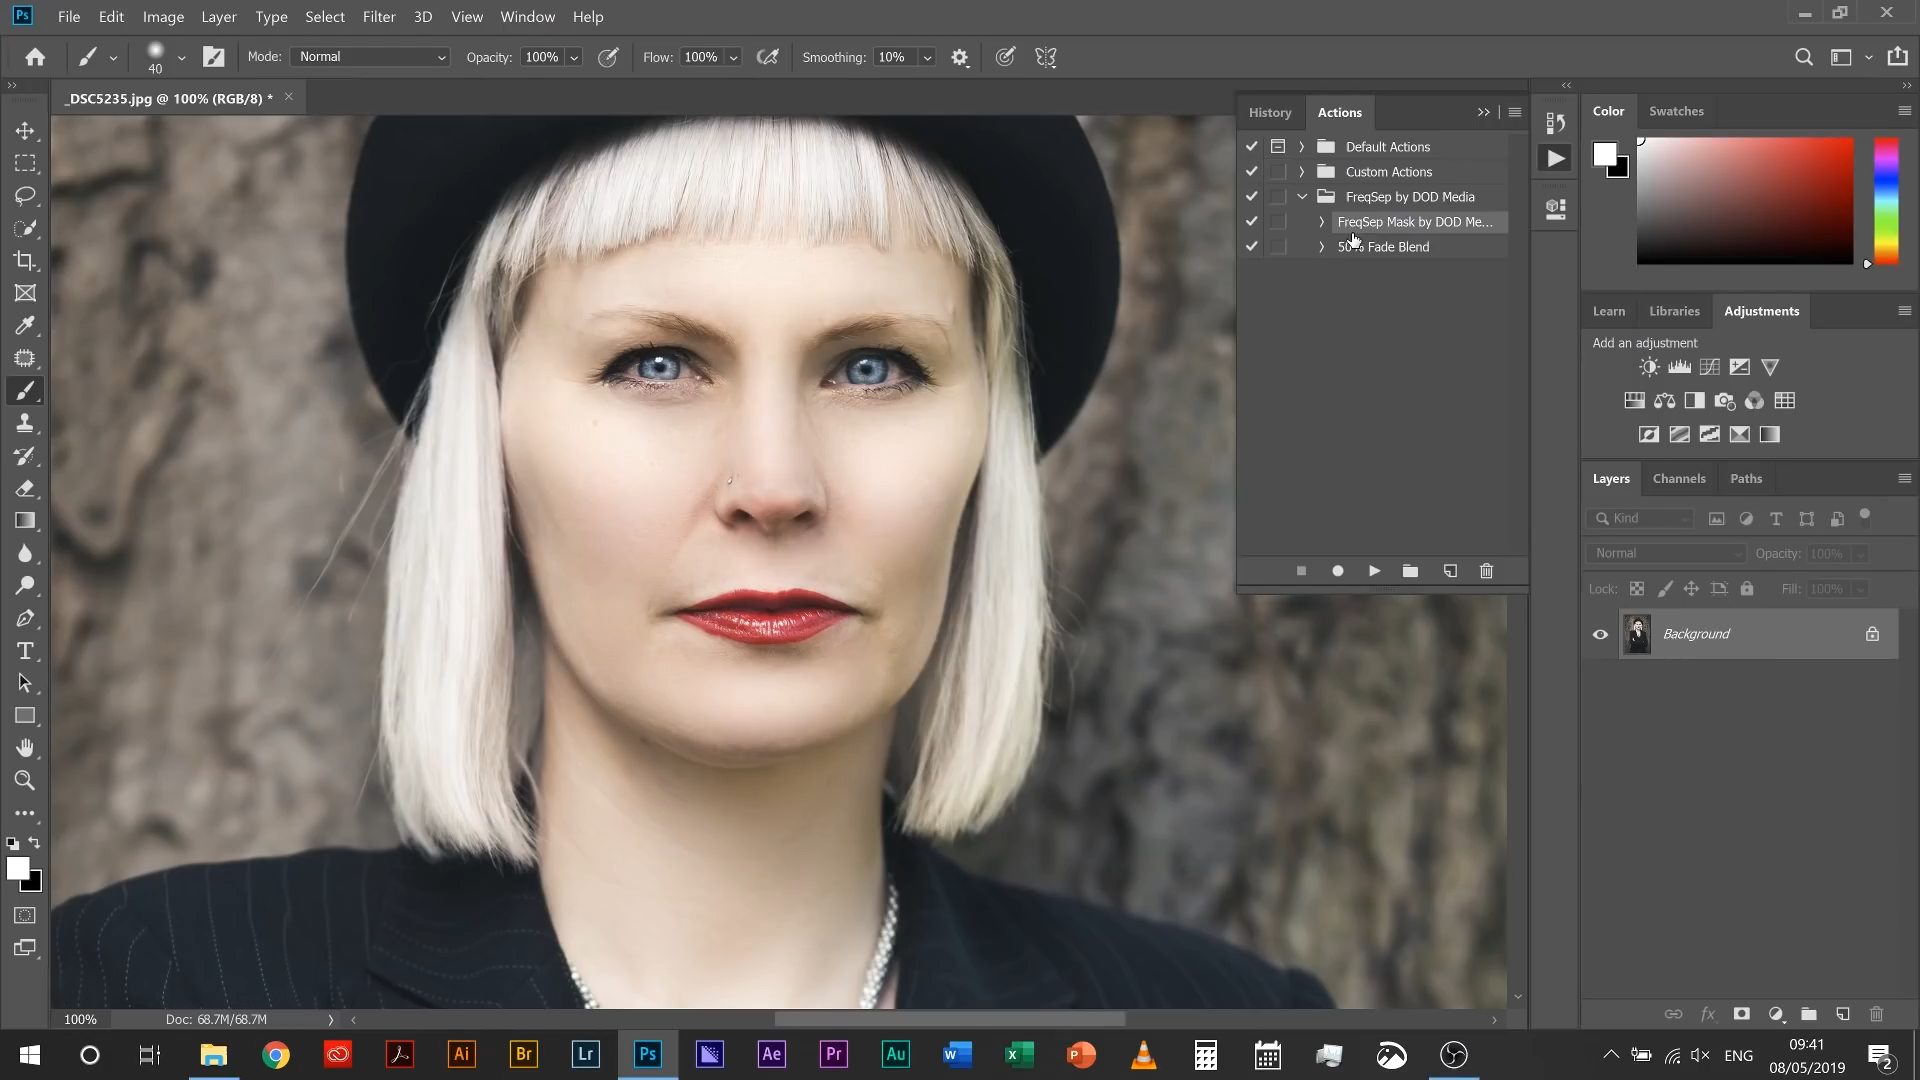 Ps File Edit Image Layer Type Select Filter 3D View Window Help
40 Mode: Normal Opacity: 100% Flow: 100% Smoothing: 10%
_DSC5235.jpg @ 100% (RGB/8) *
History Actions
Default Actions
Custom Actions
FreqSep by DOD Media
FreqSep Mask by DOD Me...
50% Fade Blend
Color Swatches
Learn Libraries Adjustments
Add an adjustment
Layers Channels Paths
Kind
Normal Opacity: 100%
Lock: Fill: 100%
Background
100% Doc: 68.7M/68.7M
Ai Br Lr Ps Ae Pr Au ENG
09:41
08/05/2019
2